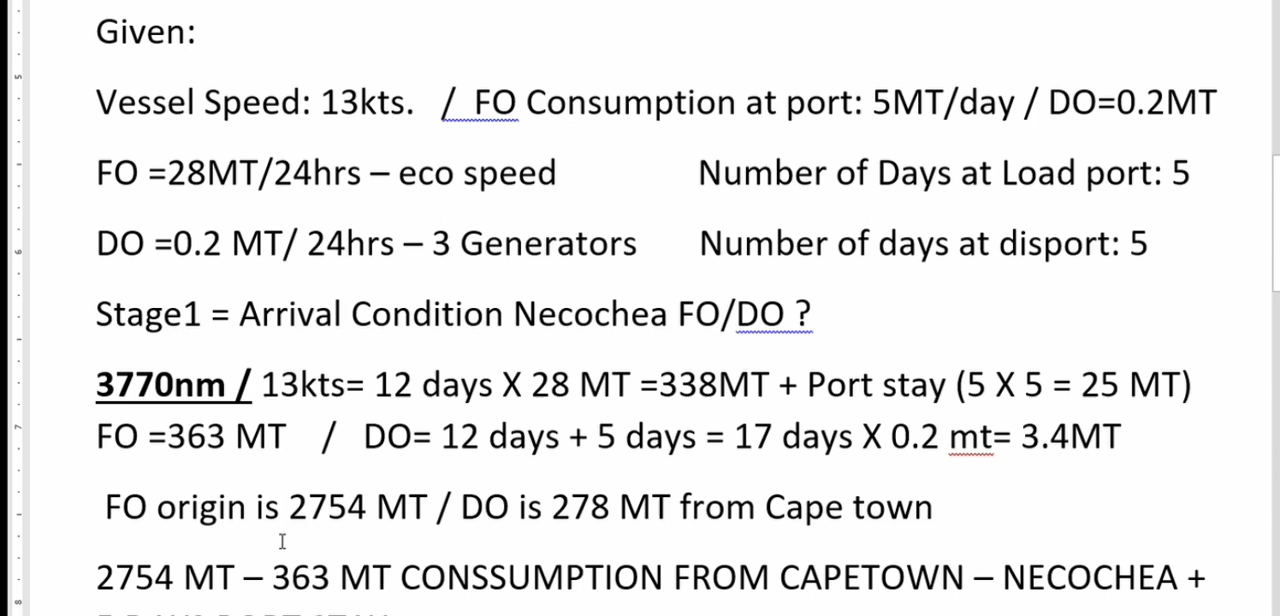 Given:
Vessel Speed: 13kts. / FO Consumption at port: 5MT/day / DO=0.2MT
FO =28MT/24hrs – eco speed Number of Days at Load port: 5
DO =0.2 MT/ 24hrs – 3 Generators Number of days at disport: 5
Stage1 = Arrival Condition Necochea FO/DO ?
3770nm / 13kts= 12 days X 28 MT =338MT + Port stay (5 X 5 = 25 MT)
FO =363 MT / DO= 12 days + 5 days = 17 days X 0.2 mt= 3.4MT
FO origin is 2754 MT / DO is 278 MT from Cape town
2754 MT – 363 MT CONSSUMPTION FROM CAPETOWN – NECOCHEA +